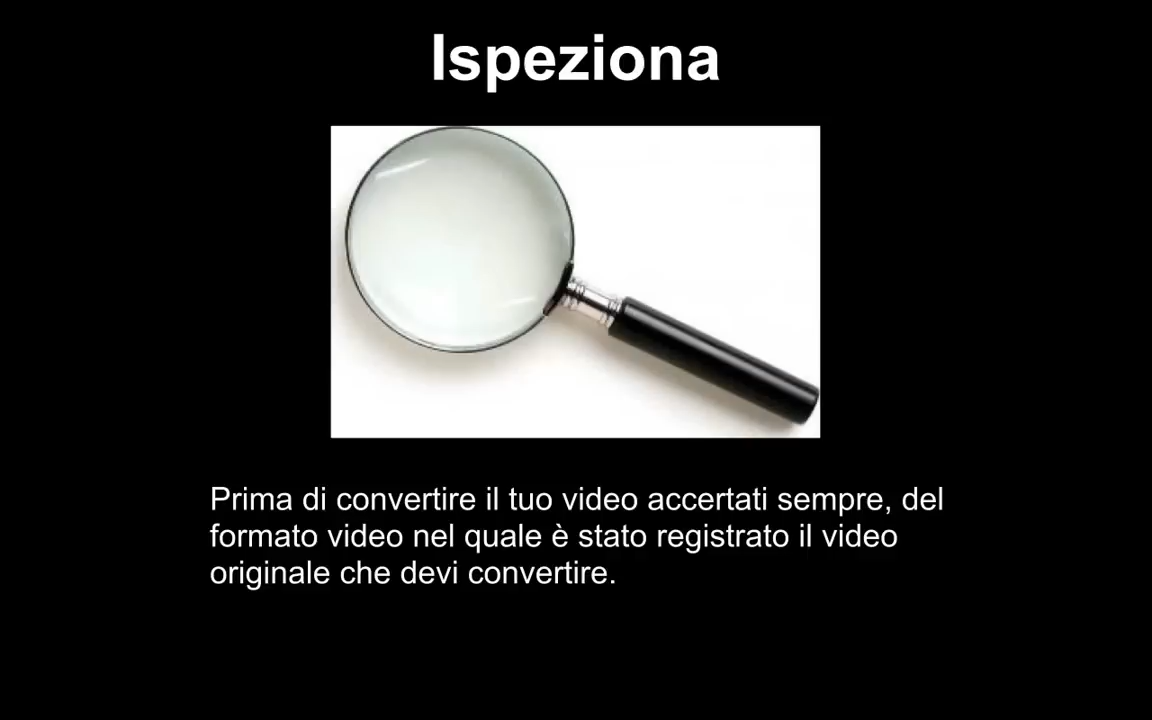 Ispeziona
Prima di convertire il tuo video accertati sempre, del
formato video nel quale è stato registrato il video
originale che devi convertire.